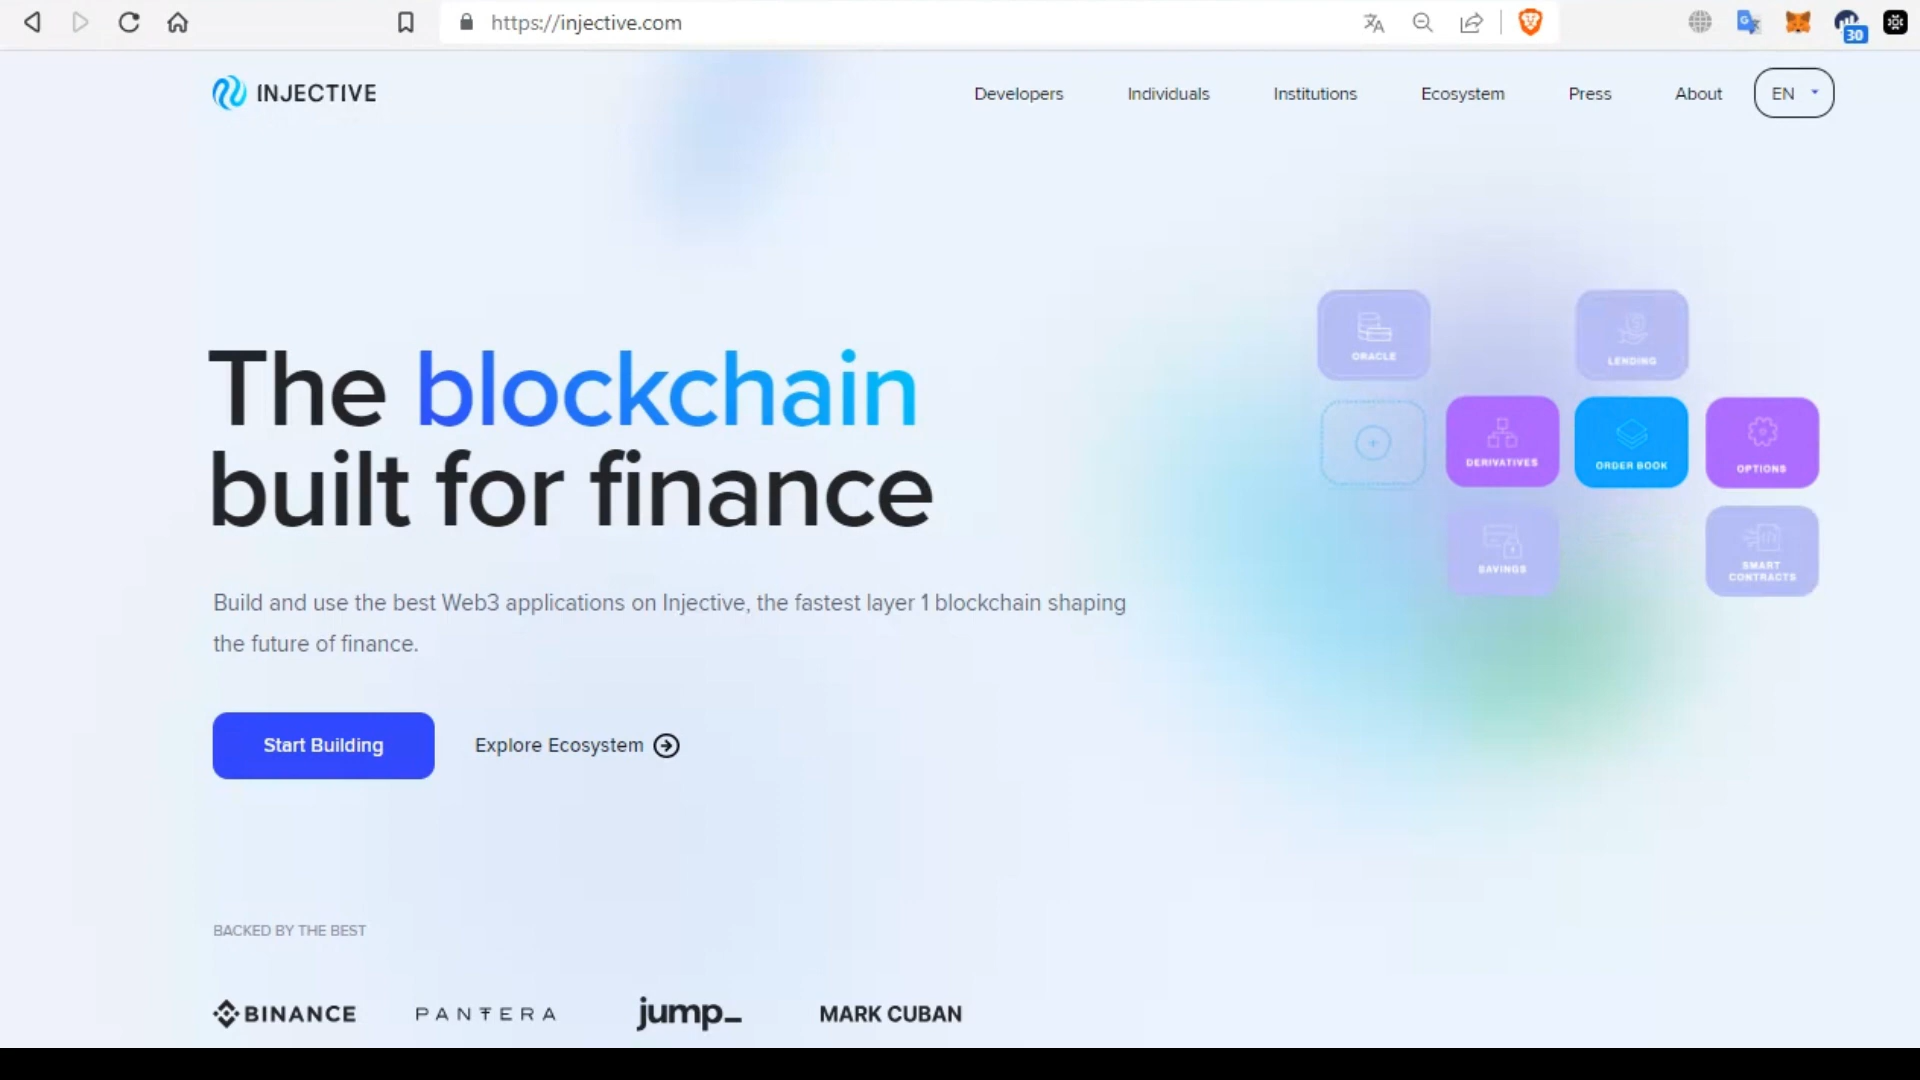 https://injective.com
30
INJECTIVE
Developers
Individuals
Institutions
Ecosystem
Press
About
EN
ORACLE
LENDING
The blockchain
built for finance
DERIVATIVES
ORDER BOOK
OPTIONS
SAVINGS
SMART
CONTRACTS
Build and use the best Web3 applications on Injective, the fastest layer 1 blockchain shaping
the future of finance.
Start Building
Explore Ecosystem
BACKED BY THE BEST
BINANCE
PANTERA
jump_
MARK CUBAN